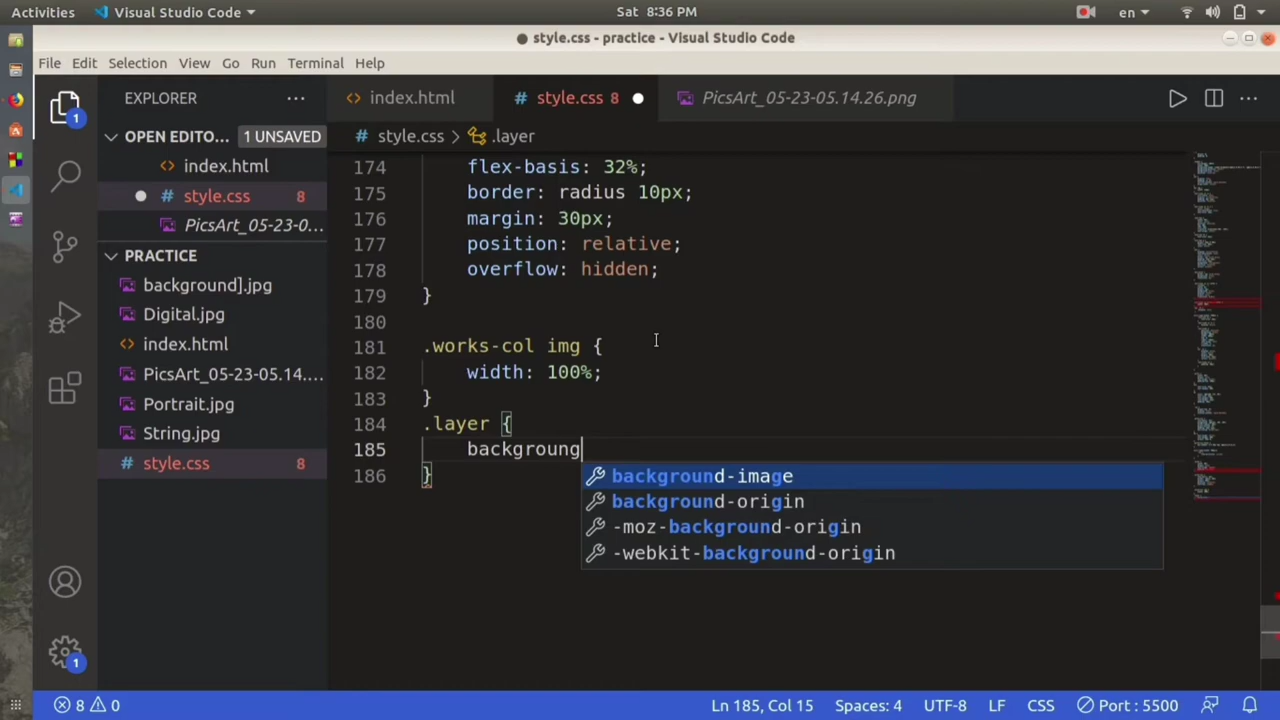 Activities Visual Studio Code Sat 8:36 PM en
style.css - practice - Visual Studio Code
File Edit Selection View Go Run Terminal Help
1 EXPLORER ... index.html # style.css 8 PicsArt_05-23-05.14.26.png ...
OPEN EDITO... 1 UNSAVED # style.css > .layer
index.html
# style.css 8
PicsArt_05-23-0...
PRACTICE
background].jpg
Digital.jpg
index.html
PicsArt_05-23-05.14....
Portrait.jpg
String.jpg
# style.css 8
174 flex-basis: 32%;
175 border: radius 10px;
176 margin: 30px;
177 position: relative;
178 overflow: hidden;
179 }
180
181 .works-col img {
182 width: 100%;
183 }
184 .layer {
185 backgroung
186 }
background-image
background-origin
-moz-background-origin
-webkit-background-origin
1
8 0 Ln 185, Col 15 Spaces: 4 UTF-8 LF CSS Port : 5500